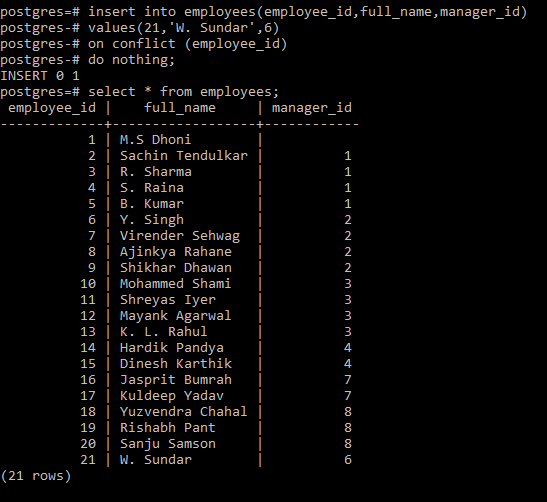 postgres=# insert into employees(employee_id,full_name,manager_id)
postgres-# values(21,'W. Sundar',6)
postgres-# on conflict (employee_id)
postgres-# do nothing;
INSERT 0 1
postgres=# select * from employees;
 employee_id |    full_name     | manager_id
-------------+------------------+------------
           1 | M.S Dhoni        |
           2 | Sachin Tendulkar |          1
           3 | R. Sharma        |          1
           4 | S. Raina         |          1
           5 | B. Kumar         |          1
           6 | Y. Singh         |          2
           7 | Virender Sehwag  |          2
           8 | Ajinkya Rahane   |          2
           9 | Shikhar Dhawan   |          2
          10 | Mohammed Shami   |          3
          11 | Shreyas Iyer     |          3
          12 | Mayank Agarwal   |          3
          13 | K. L. Rahul      |          3
          14 | Hardik Pandya    |          4
          15 | Dinesh Karthik   |          4
          16 | Jasprit Bumrah   |          7
          17 | Kuldeep Yadav    |          7
          18 | Yuzvendra Chahal |          8
          19 | Rishabh Pant     |          8
          20 | Sanju Samson     |          8
          21 | W. Sundar        |          6
(21 rows)